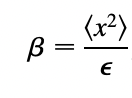 β = ⟨x²⟩ / ϵ